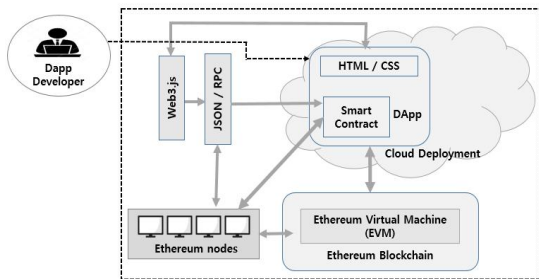 Dapp
Developer
Web3.js
JSON / RPC
HTML / CSS
Smart
Contract
DApp
Cloud Deployment
Ethereum nodes
Ethereum Virtual Machine
(EVM)
Ethereum Blockchain